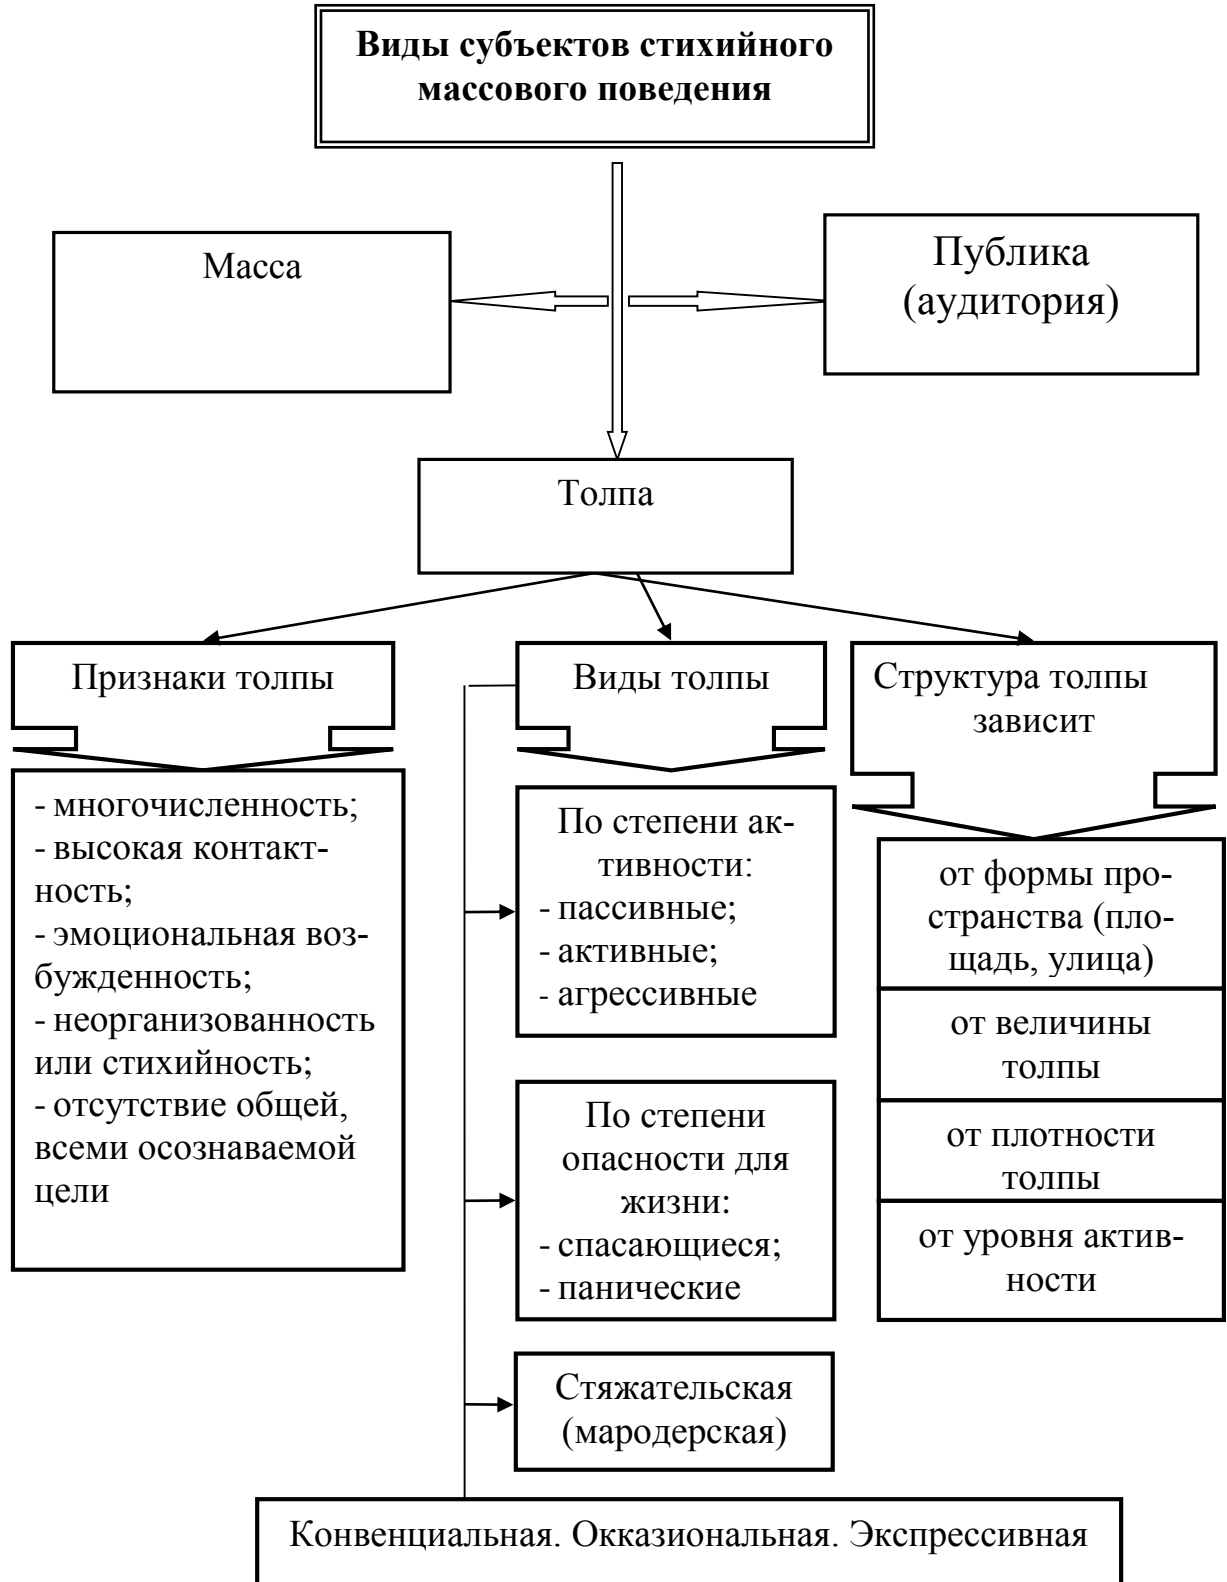 Виды субъектов стихийного
массового поведения
Масса
Публика
(аудитория)
Толпа
Признаки толпы
- многочисленность;
- высокая контакт-
ность;
- эмоциональная воз-
бужденность;
- неорганизованность
или стихийность;
- отсутствие общей,
всеми осознаваемой
цели
Виды толпы
По степени ак-
тивности:
- пассивные;
- активные;
- агрессивные
По степени
опасности для
жизни:
- спасающиеся;
- панические
Стяжательская
(мародерская)
Конвенциальная. Окказиональная. Экспрессивная
Структура толпы
зависит
от формы про-
странства (пло-
щадь, улица)
от величины
толпы
от плотности
толпы
от уровня актив-
ности